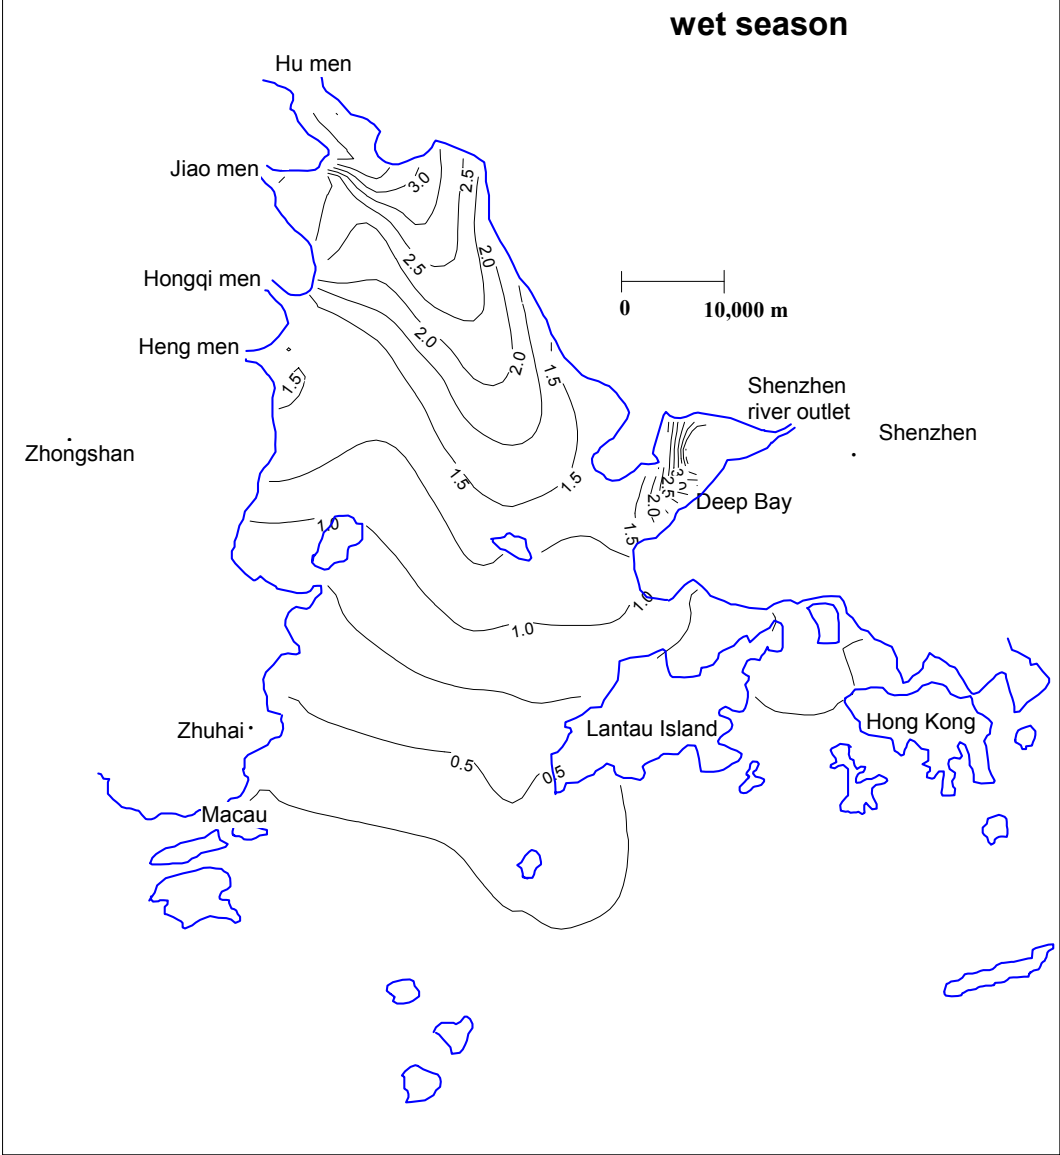 wet season
Hu men
Jiao men
3.0
2.5
2.0
2.5
Hongqi men
0
10,000 m
2.0
Heng men
2.0
1.5
1.5
Shenzhen
river outlet
Shenzhen
Zhongshan
1.5
1.5
2.5
2.0
Deep Bay
1.0
1.5
1.0
1.0
Zhuhai
Lantau Island
Hong Kong
0.5
0.5
Macau